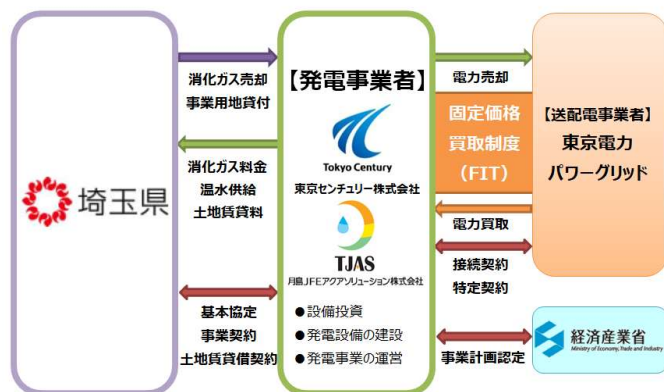 埼玉県
消化ガス売却
事業用地貸付
消化ガス料金
温水供給
土地賃貸料
基本協定
事業契約
土地賃貸借契約
【発電事業者】
Tokyo Century
東京センチュリー株式会社
TJAS
月島JFEアクアソリューション株式会社
●設備投資
●発電設備の建設
●発電事業の運営
電力売却
固定価格
買取制度
（FIT）
電力買取
接続契約
特定契約
事業計画認定
【送配電事業者】
東京電力
パワーグリッド
経済産業省
Ministry of Economy, Trade and Industry